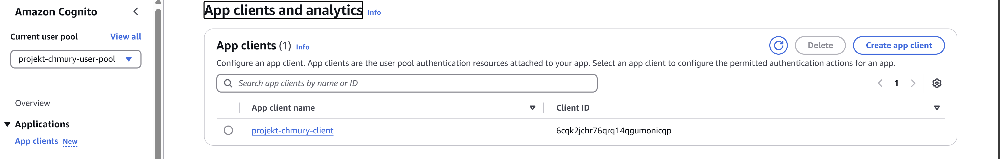 Amazon Cognito
Current user pool View all
projekt-chmury-user-pool
Overview
Applications
App clients New
App clients and analytics Info
App clients (1) Info
Delete
Create app client
Configure an app client. App clients are the user pool authentication resources attached to your app. Select an app client to configure the permitted authentication actions for an app.
Search app clients by name or ID
1
App client name Client ID
projekt-chmury-client 6cqk2jchr76qrq14qgumonicqp